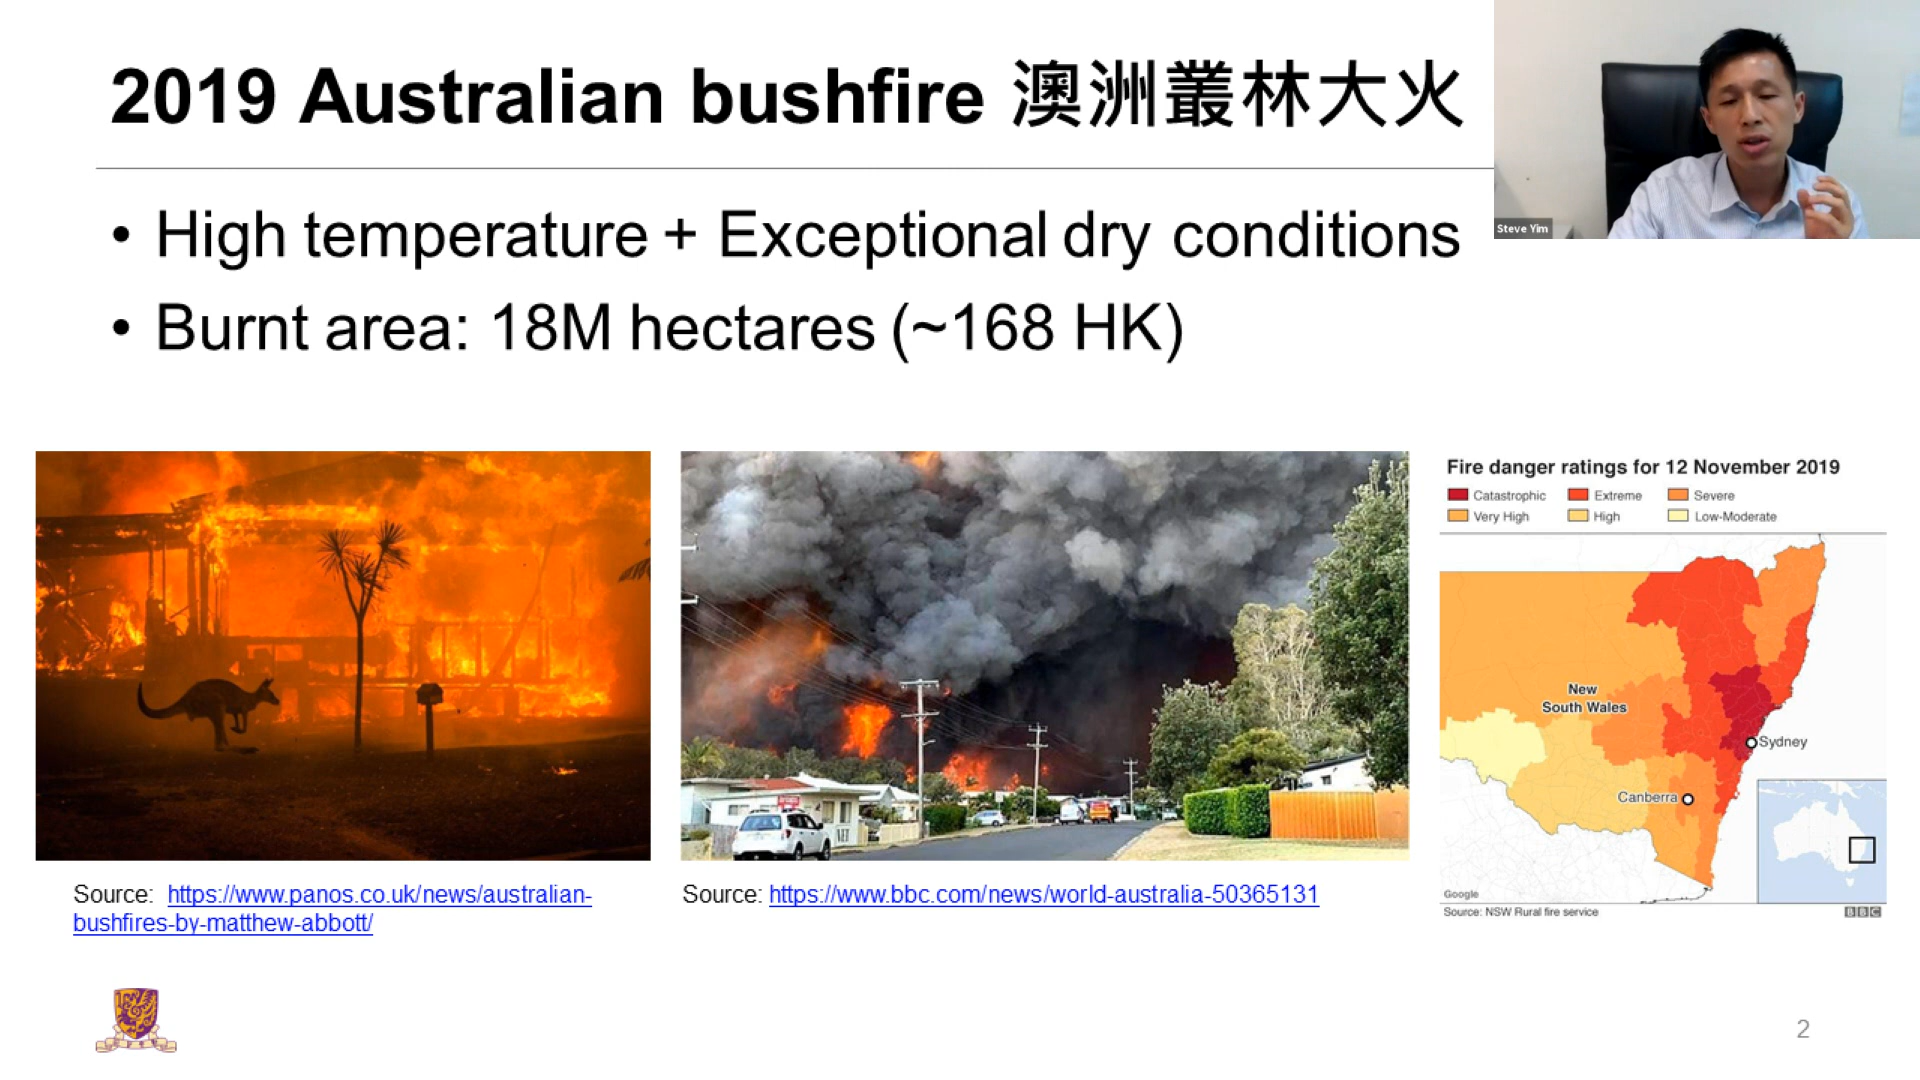 2019 Australian bushfire 澳洲叢林大火
Steve Yim
• High temperature + Exceptional dry conditions
• Burnt area: 18M hectares (~168 HK)
Fire danger ratings for 12 November 2019
Catastrophic Extreme Severe
Very High High Low-Moderate
New
South Wales
Sydney
Canberra
Google
Source: NSW Rural fire service BBC
Source: https://www.panos.co.uk/news/australian-
bushfires-by-matthew-abbott/
Source: https://www.bbc.com/news/world-australia-50365131
2